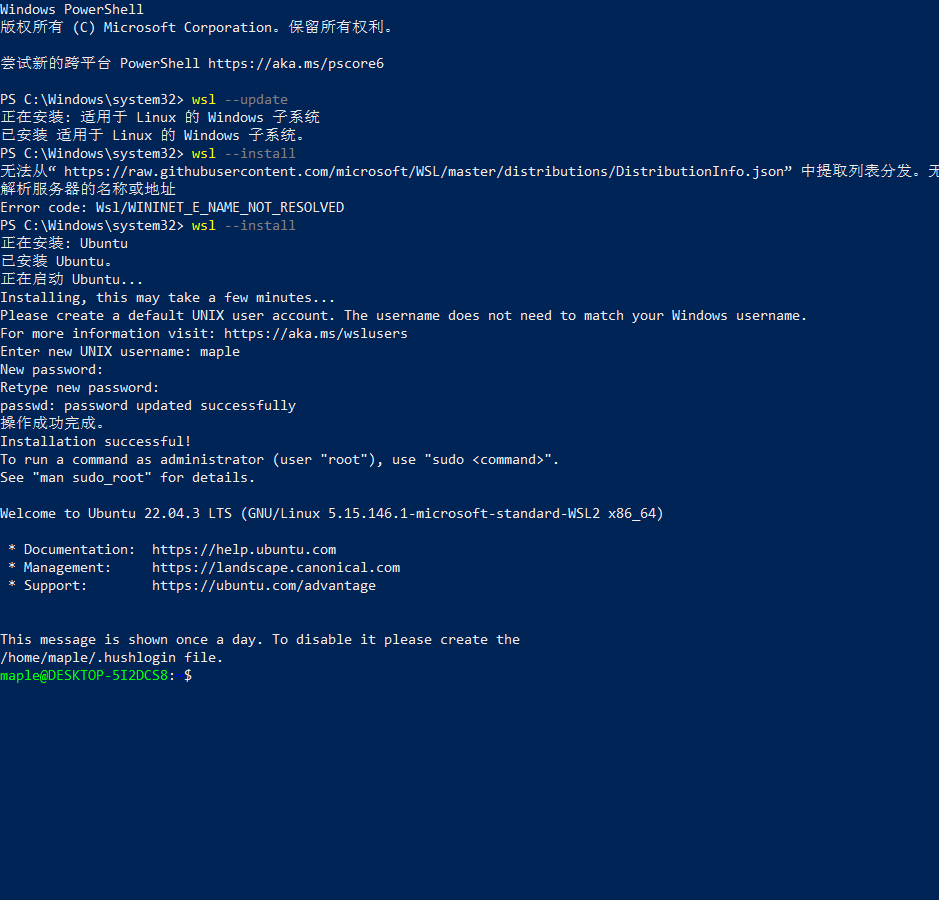 Windows PowerShell
版权所有 (C) Microsoft Corporation。保留所有权利。
尝试新的跨平台 PowerShell https://aka.ms/pscore6
PS C:\Windows\system32> wsl --update
正在安装: 适用于 Linux 的 Windows 子系统
已安装 适用于 Linux 的 Windows 子系统。
PS C:\Windows\system32> wsl --install
无法从“ https://raw.githubusercontent.com/microsoft/WSL/master/distributions/DistributionInfo.json” 中提取列表分发。无
解析服务器的名称或地址
Error code: Wsl/WININET_E_NAME_NOT_RESOLVED
PS C:\Windows\system32> wsl --install
正在安装: Ubuntu
已安装 Ubuntu。
正在启动 Ubuntu...
Installing, this may take a few minutes...
Please create a default UNIX user account. The username does not need to match your Windows username.
For more information visit: https://aka.ms/wslusers
Enter new UNIX username: maple
New password:
Retype new password:
passwd: password updated successfully
操作成功完成。
Installation successful!
To run a command as administrator (user "root"), use "sudo <command>".
See "man sudo_root" for details.
Welcome to Ubuntu 22.04.3 LTS (GNU/Linux 5.15.146.1-microsoft-standard-WSL2 x86_64)
* Documentation:  https://help.ubuntu.com
* Management:     https://landscape.canonical.com
* Support:        https://ubuntu.com/advantage
This message is shown once a day. To disable it please create the
/home/maple/.hushlogin file.
maple@DESKTOP-5I2DCS8:~$